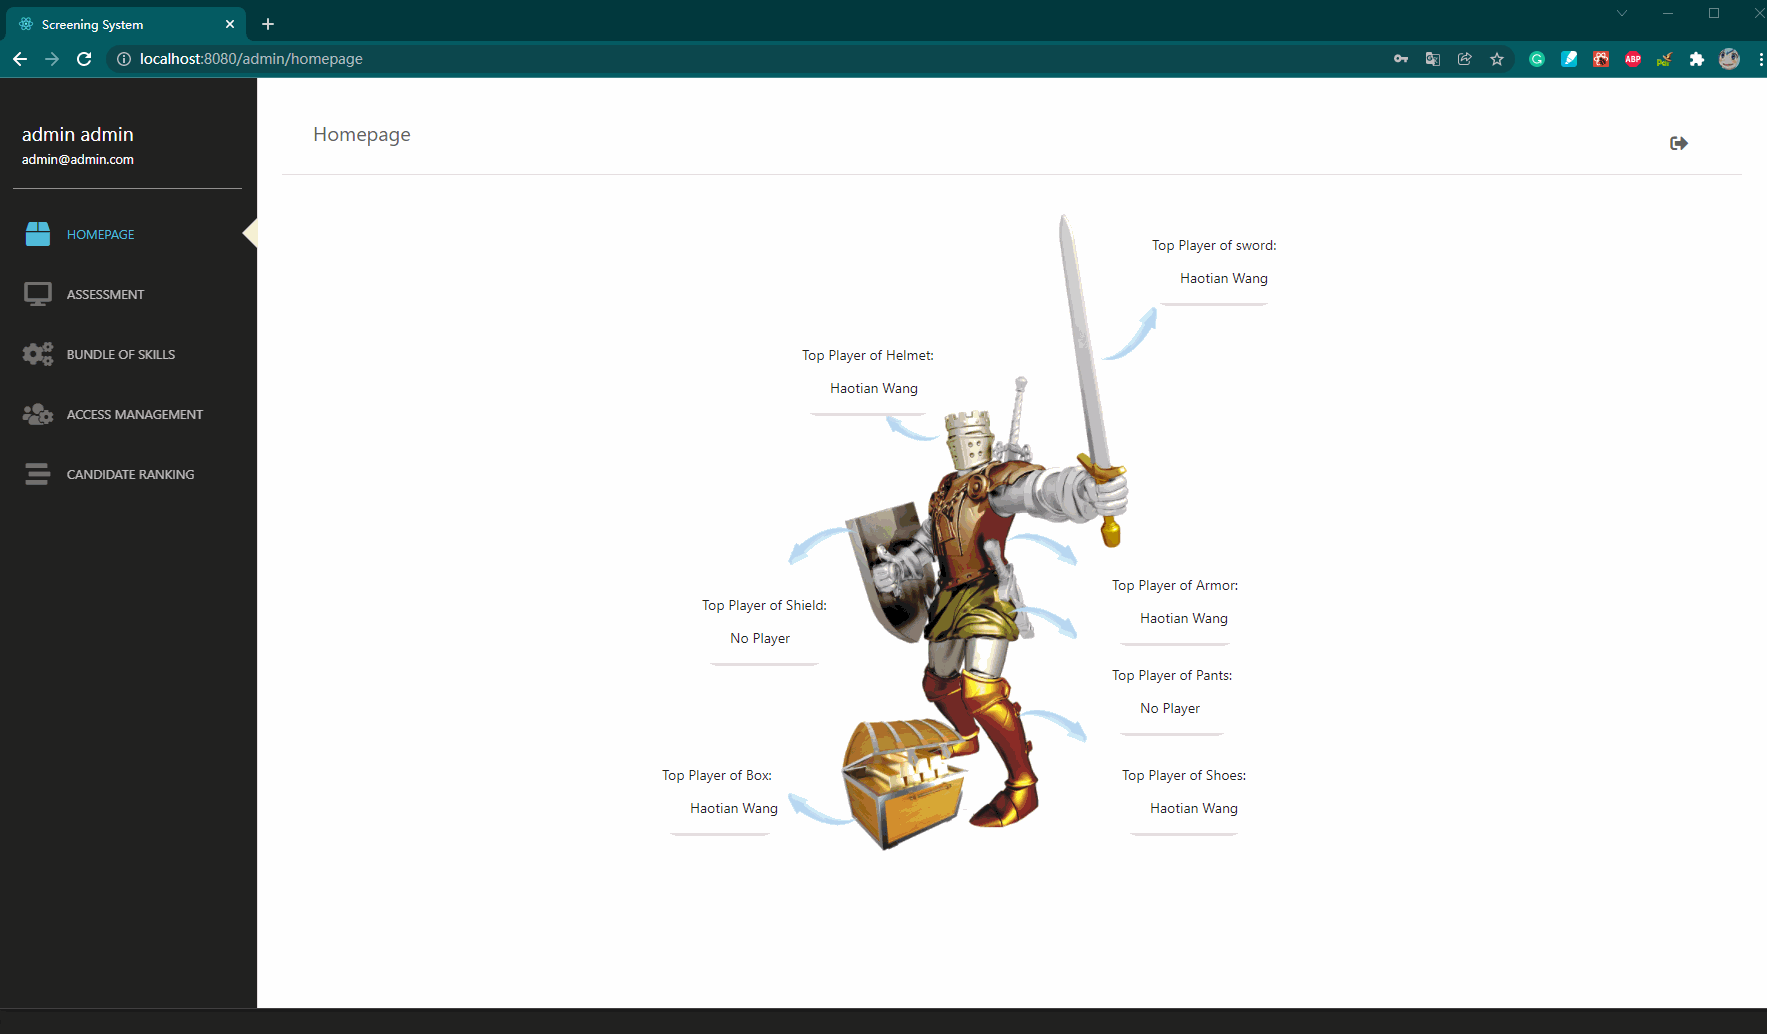 Screening System
localhost:8080/admin/homepage
ABP
admin admin
admin@admin.com
HOMEPAGE
ASSESSMENT
BUNDLE OF SKILLS
ACCESS MANAGEMENT
CANDIDATE RANKING
Homepage
Top Player of sword:
Haotian Wang
Top Player of Helmet:
Haotian Wang
Top Player of Shield:
No Player
Top Player of Armor:
Haotian Wang
Top Player of Pants:
No Player
Top Player of Box:
Haotian Wang
Top Player of Shoes:
Haotian Wang